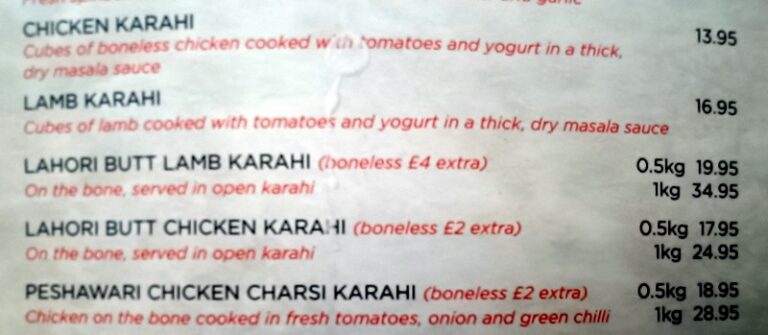 and garlic
CHICKEN KARAHI 13.95
Cubes of boneless chicken cooked with tomatoes and yogurt in a thick,
dry masala sauce
LAMB KARAHI 16.95
Cubes of lamb cooked with tomatoes and yogurt in a thick, dry masala sauce
LAHORI BUTT LAMB KARAHI (boneless £4 extra) 0.5kg 19.95
On the bone, served in open karahi 1kg 34.95
LAHORI BUTT CHICKEN KARAHI (boneless £2 extra) 0.5kg 17.95
On the bone, served in open karahi 1kg 24.95
PESHAWARI CHICKEN CHARSI KARAHI (boneless £2 extra) 0.5kg 18.95
Chicken on the bone cooked in fresh tomatoes, onion and green chilli 1kg 28.95